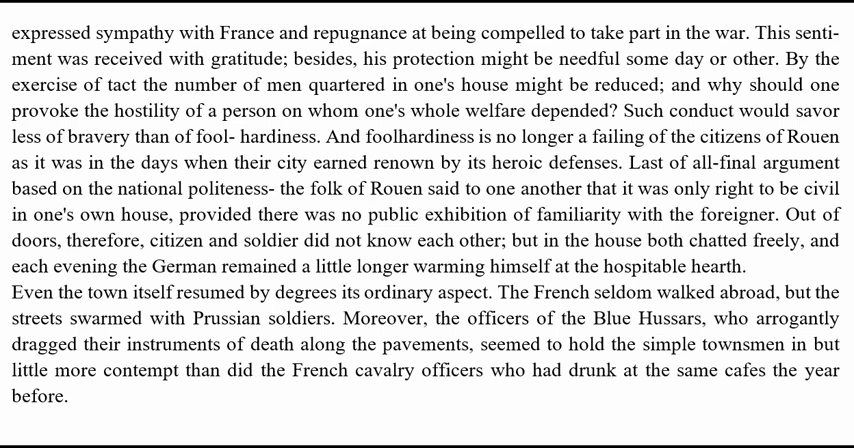 expressed sympathy with France and repugnance at being compelled to take part in the war. This senti-
ment was received with gratitude; besides, his protection might be needful some day or other. By the
exercise of tact the number of men quartered in one's house might be reduced; and why should one
provoke the hostility of a person on whom one's whole welfare depended? Such conduct would savor
less of bravery than of fool- hardiness. And foolhardiness is no longer a failing of the citizens of Rouen
as it was in the days when their city earned renown by its heroic defenses. Last of all-final argument
based on the national politeness- the folk of Rouen said to one another that it was only right to be civil
in one's own house, provided there was no public exhibition of familiarity with the foreigner. Out of
doors, therefore, citizen and soldier did not know each other; but in the house both chatted freely, and
each evening the German remained a little longer warming himself at the hospitable hearth.
Even the town itself resumed by degrees its ordinary aspect. The French seldom walked abroad, but the
streets swarmed with Prussian soldiers. Moreover, the officers of the Blue Hussars, who arrogantly
dragged their instruments of death along the pavements, seemed to hold the simple townsmen in but
little more contempt than did the French cavalry officers who had drunk at the same cafes the year
before.